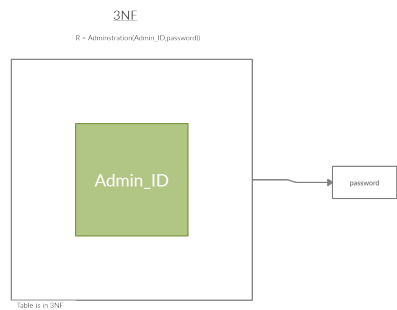 3NF
R = Adminstration(Admin_ID,password))
Admin_ID
password
Table is in 3NF